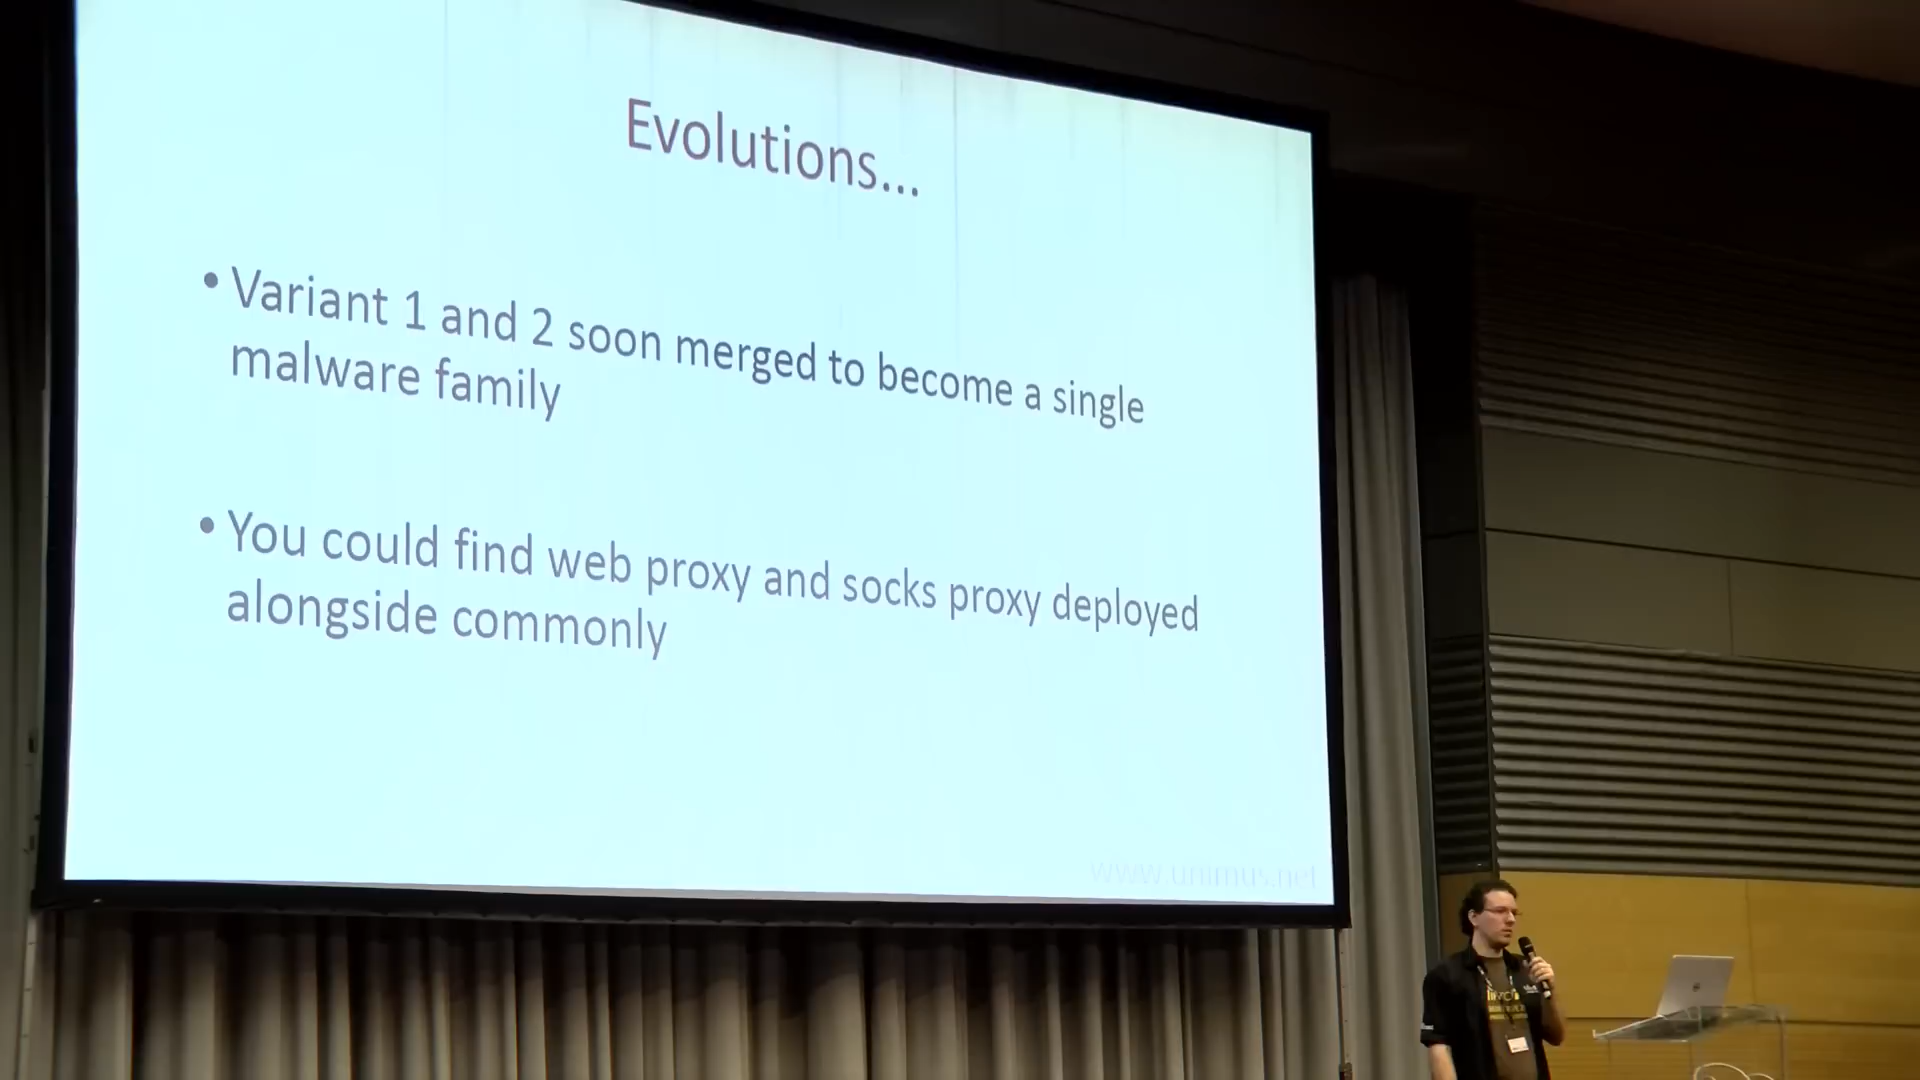 Evolutions...
• Variant 1 and 2 soon merged to become a single
malware family
• You could find web proxy and socks proxy deployed
alongside commonly
www.unimus.net